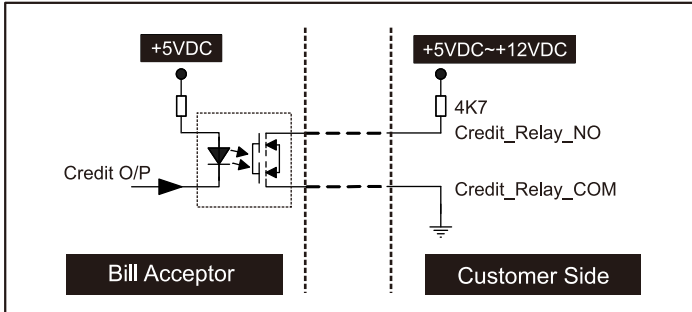 +5VDC
+5VDC~+12VDC
4K7
Credit_Relay_NO
Credit O/P
Credit_Relay_COM
Bill Acceptor
Customer Side